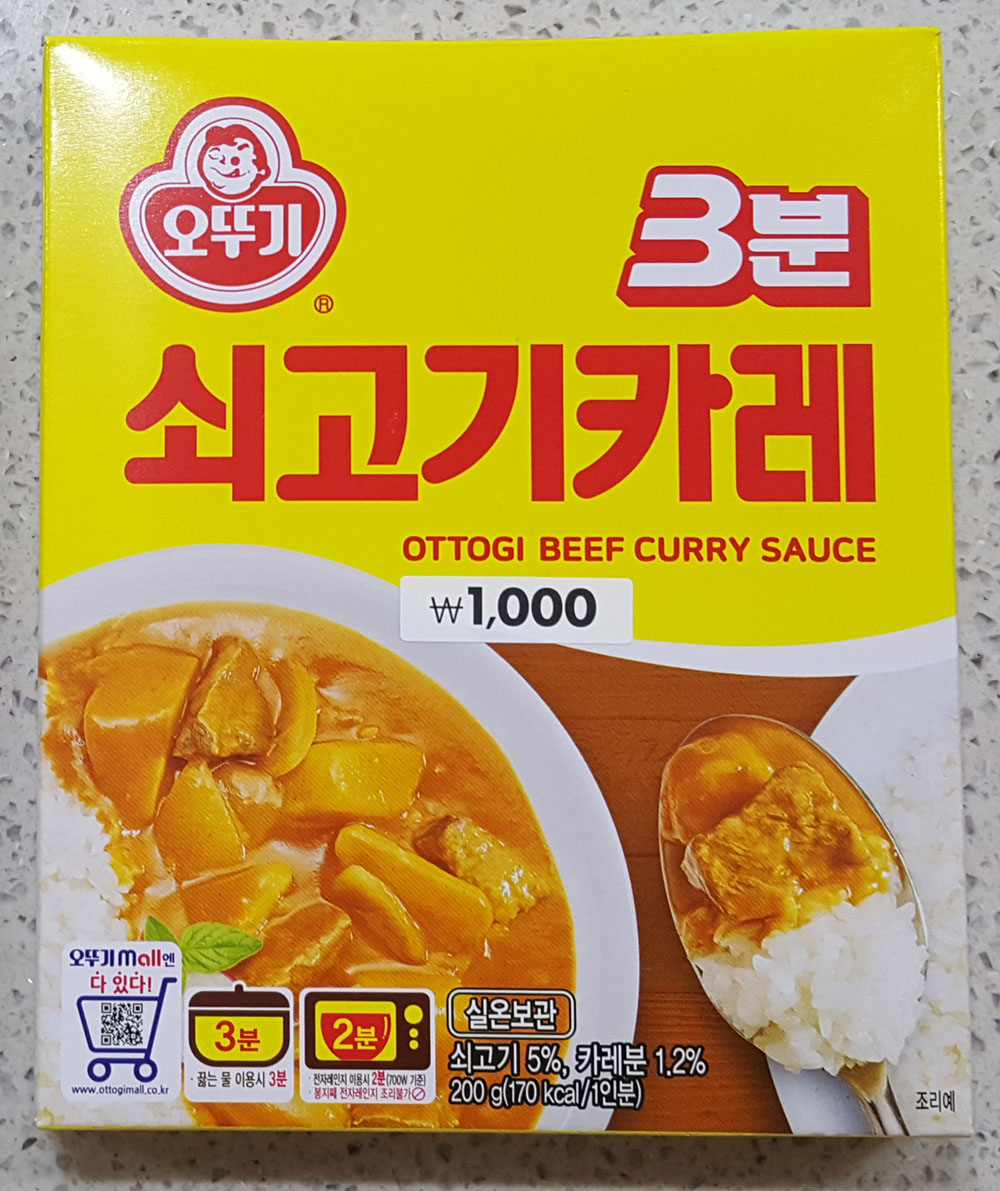 오뚜기
®
3분
쇠고기카레
OTTOGI BEEF CURRY SAUCE
₩1,000
오뚜기mall엔
다 있다!
www.ottogimall.co.kr
3분
· 끓는 물 이용시 3분
2분
· 전자레인지 이용시 2분(700W 기준)
· 봉지째 전자레인지 조리불가
실온보관
쇠고기 5%, 카레분 1.2%
200 g(170 kcal/1인분)
조리예